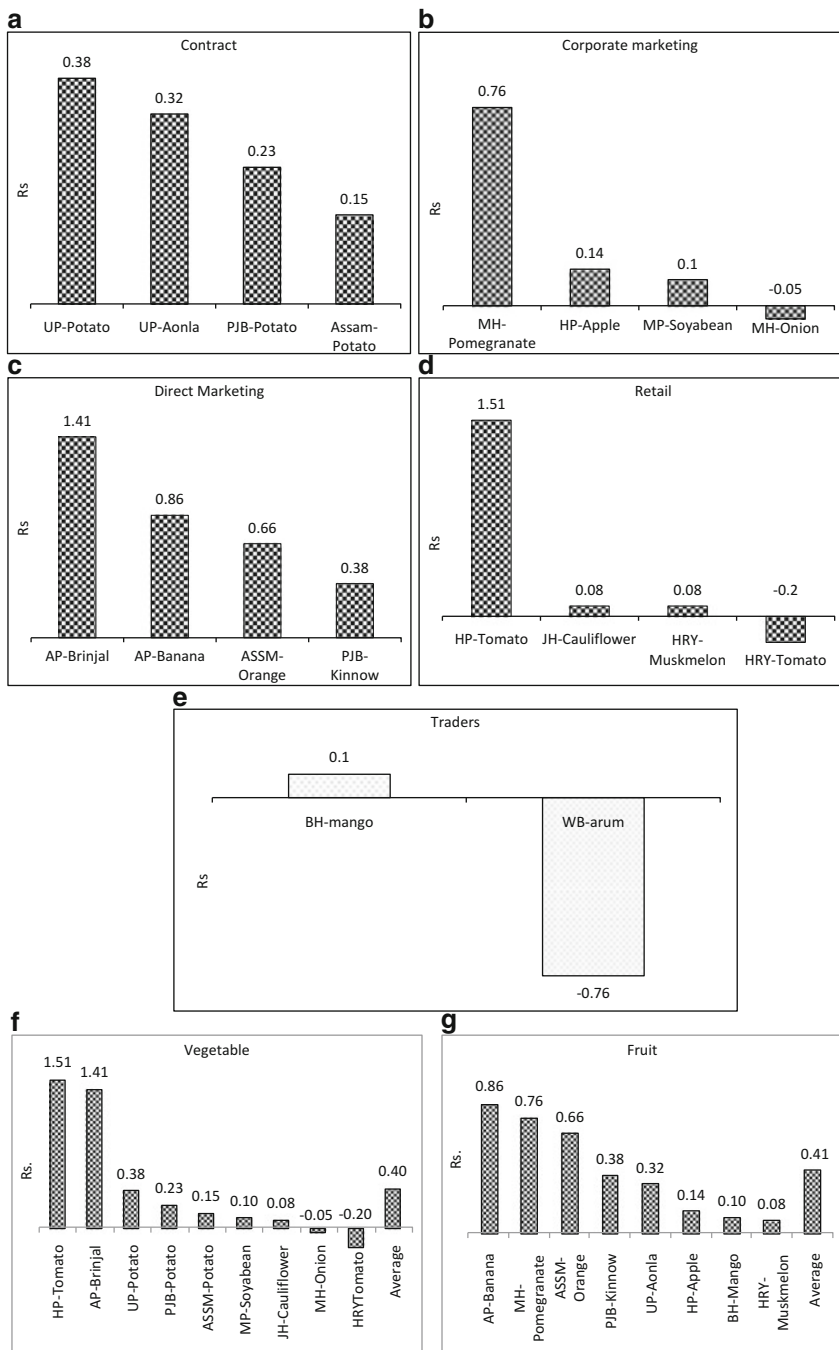 a
Contract
0.38
0.32
0.23
0.15
Rs
UP-Potato
UP-Aonla
PJB-Potato
Assam-
Potato
b
Corporate marketing
0.76
0.14
0.1
-0.05
Rs
MH-
Pomegranate
HP-Apple
MP-Soyabean
MH-Onion
c
Direct Marketing
1.41
0.86
0.66
0.38
Rs
AP-Brinjal
AP-Banana
ASSM-
Orange
PJB-
Kinnow
d
Retail
1.51
0.08
0.08
-0.2
Rs
HP-Tomato
JH-Cauliflower
HRY-
Muskmelon
HRY-Tomato
e
Traders
0.1
BH-mango
WB-arum
Rs
-0.76
f
Vegetable
1.51
1.41
0.38
0.23
0.15
0.10
0.08
-0.05
-0.20
0.40
Rs.
HP-Tomato
AP-Brinjal
UP-Potato
PJB-Potato
ASSM-Potato
MP-Soyabean
JH-Cauliflower
MH-Onion
HRYTomato
Average
g
Fruit
0.86
0.76
0.66
0.38
0.32
0.14
0.10
0.08
0.41
Rs.
AP-Banana
MH-
Pomegranate
ASSM-
Orange
PJB-Kinnow
UP-Aonla
HP-Apple
BH-Mango
HRY-
Muskmelon
Average